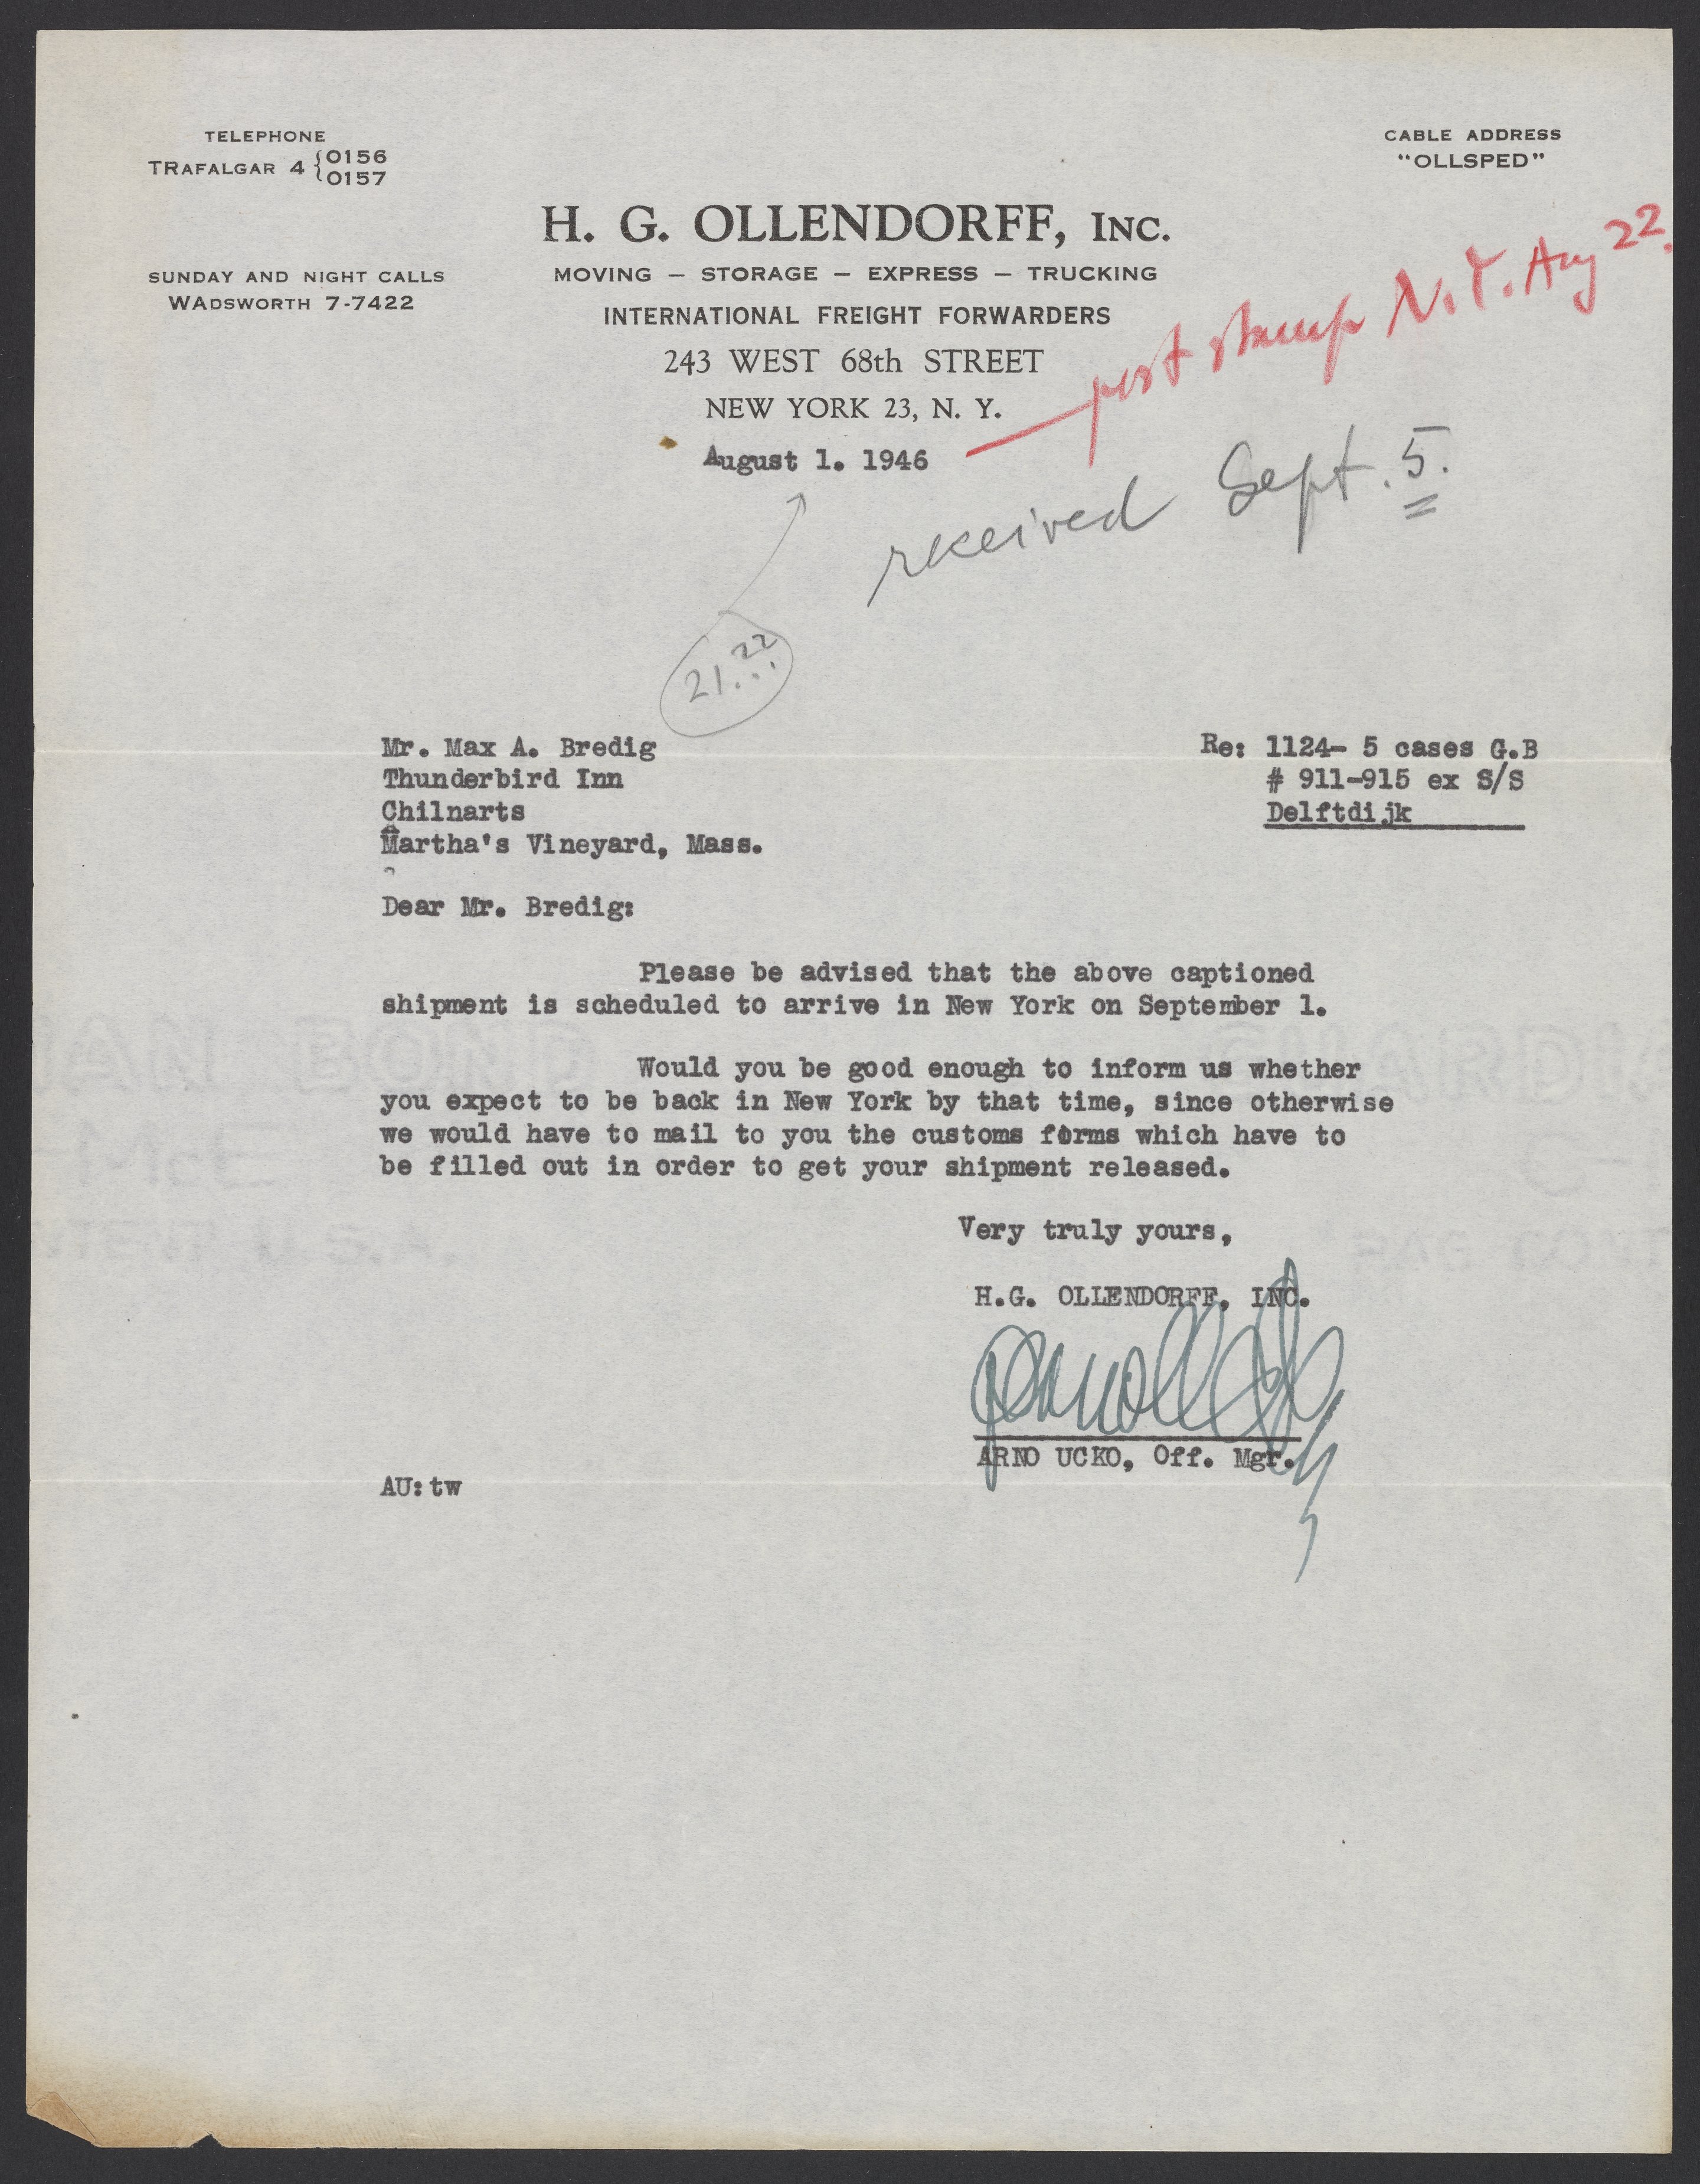 TELEPHONE
TRAFALGAR 4 {0156
0157
CABLE ADDRESS
"OLLSPED"
H. G. OLLENDORFF, INC.
SUNDAY AND NIGHT CALLS
WADSWORTH 7-7422
MOVING — STORAGE — EXPRESS — TRUCKING
INTERNATIONAL FREIGHT FORWARDERS
243 WEST 68th STREET
NEW YORK 23, N. Y.
post stamp N.Y. Aug 22.
August 1. 1946
received Sept. 5.
21... 22
Mr. Max A. Bredig
Thunderbird Inn
Chilnarts
Martha's Vineyard, Mass.
Re: 1124- 5 cases G.B
# 911-915 ex S/S
Delftdijk
Dear Mr. Bredig:
Please be advised that the above captioned
shipment is scheduled to arrive in New York on September 1.
Would you be good enough to inform us whether
you expect to be back in New York by that time, since otherwise
we would have to mail to you the customs forms which have to
be filled out in order to get your shipment released.
Very truly yours,
H.G. OLLENDORFF, INC.
ARNO UCKO, Off. Mgr.
AU:tw